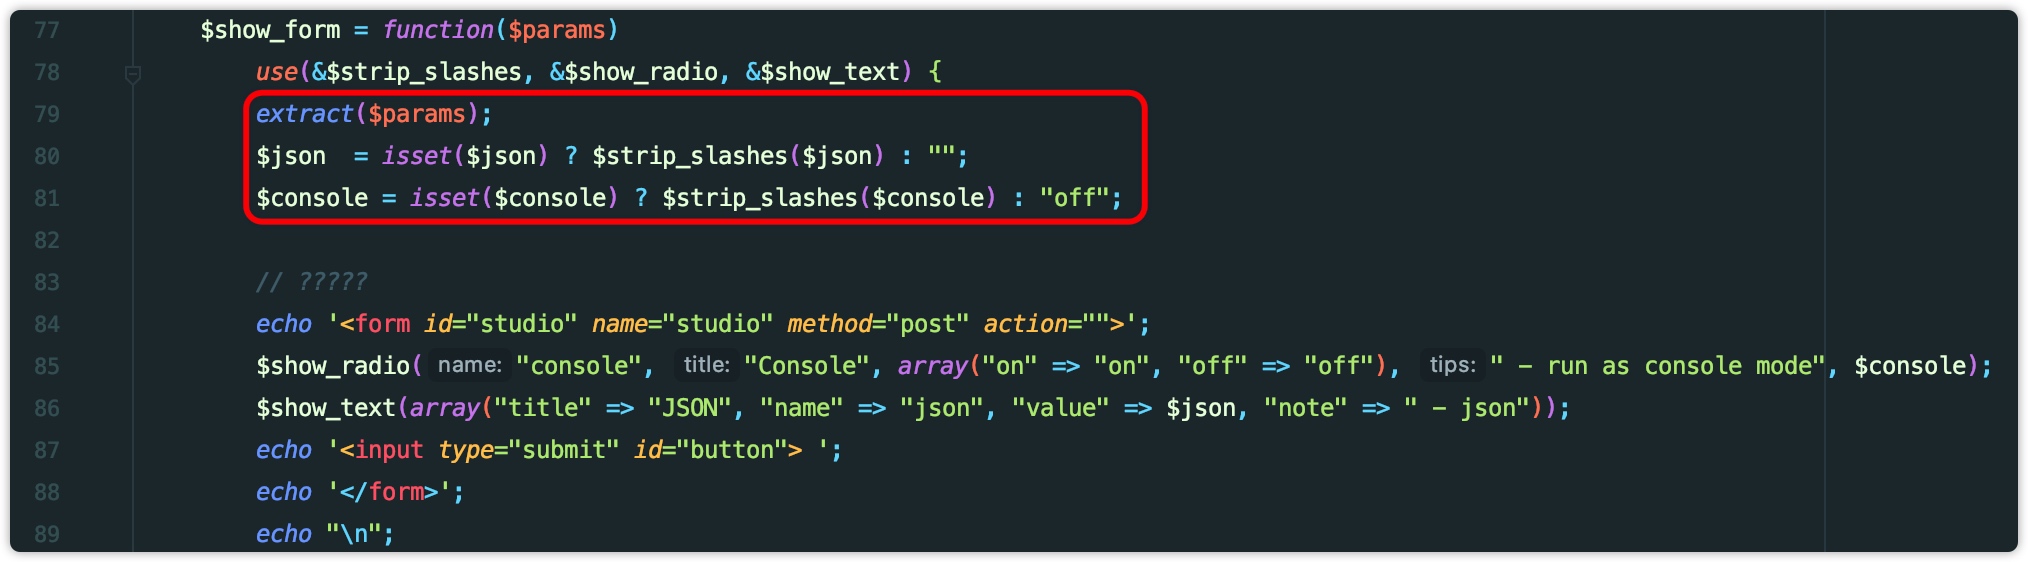 77 $show_form = function($params)
78 use(&$strip_slashes, &$show_radio, &$show_text) {
79 extract($params);
80 $json  = isset($json) ? $strip_slashes($json) : "";
81 $console = isset($console) ? $strip_slashes($console) : "off";
82
83 // ?????
84 echo '<form id="studio" name="studio" method="post" action="">';
85 $show_radio( name: "console", title: "Console", array("on" => "on", "off" => "off"), tips: " - run as console mode", $console);
86 $show_text(array("title" => "JSON", "name" => "json", "value" => $json, "note" => " - json"));
87 echo '<input type="submit" id="button"> ';
88 echo '</form>';
89 echo "\n";